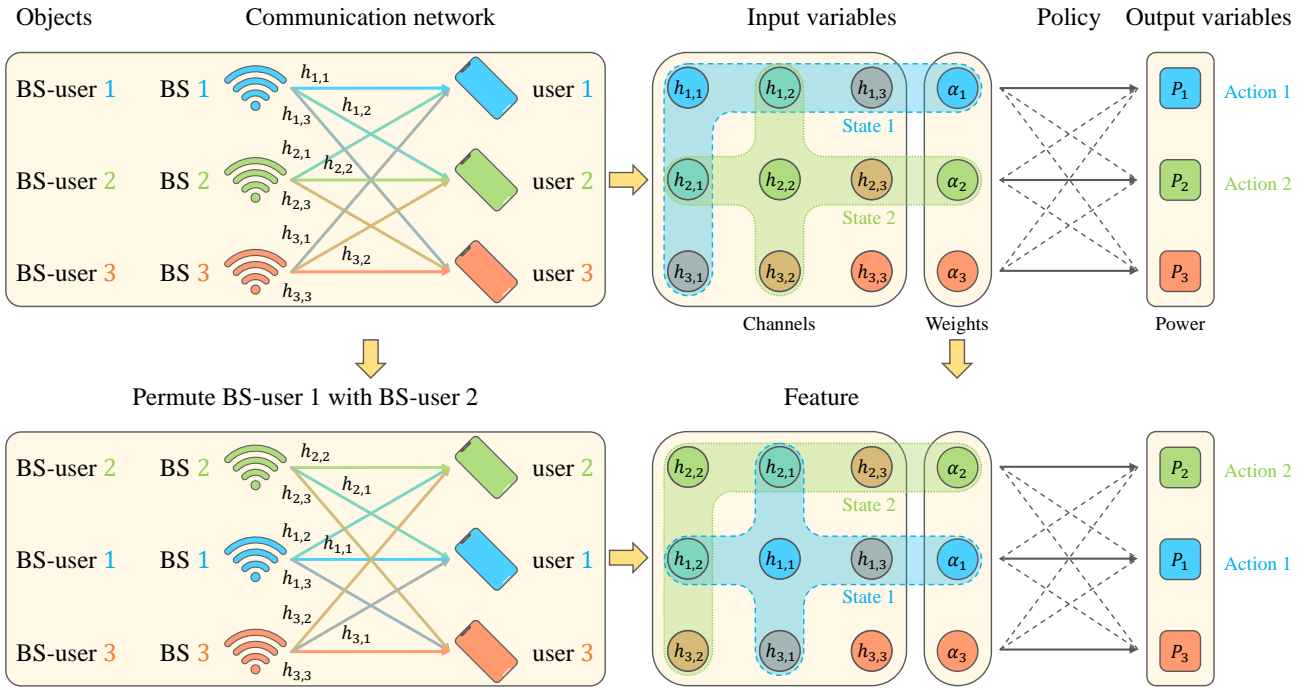 Objects
Communication network
Input variables
Policy
Output variables
BS-user 1
BS 1
h1,1
h1,2
h1,3
user 1
h1,1
h1,2
h1,3
α1
P1
Action 1
State 1
BS-user 2
BS 2
h2,1
h2,2
h2,3
user 2
h2,1
h2,2
h2,3
α2
P2
Action 2
State 2
BS-user 3
BS 3
h3,1
h3,2
h3,3
user 3
h3,1
h3,2
h3,3
α3
P3
Channels
Weights
Power
Permute BS-user 1 with BS-user 2
Feature
BS-user 2
BS 2
h2,2
h2,1
h2,3
user 2
h2,2
h2,1
h2,3
α2
P2
Action 2
State 2
BS-user 1
BS 1
h1,2
h1,1
h1,3
user 1
h1,2
h1,1
h1,3
α1
P1
Action 1
State 1
BS-user 3
BS 3
h3,2
h3,1
h3,3
user 3
h3,2
h3,1
h3,3
α3
P3